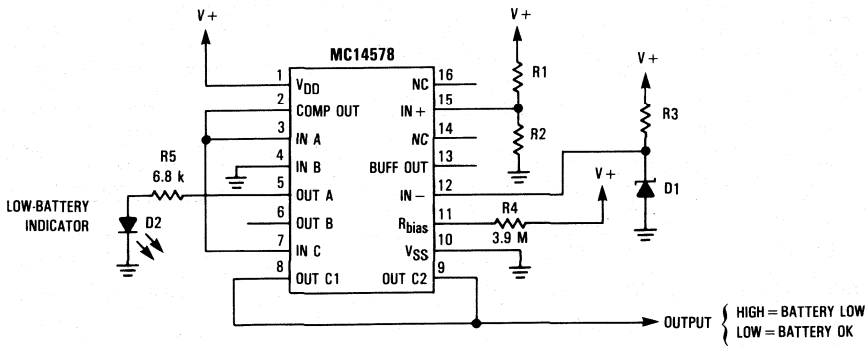 V+
V+
V+
MC14578
1 VDD
2 COMP OUT
3 IN A
4 IN B
5 OUT A
6 OUT B
7 IN C
8 OUT C1
16 NC
15 IN+
14 NC
13 BUFF OUT
12 IN−
11 Rbias
10 VSS
9 OUT C2
R1
R2
R3
D1
V+
R4
3.9 M
R5
6.8 k
LOW-BATTERY
INDICATOR
D2
OUTPUT
HIGH = BATTERY LOW
LOW = BATTERY OK